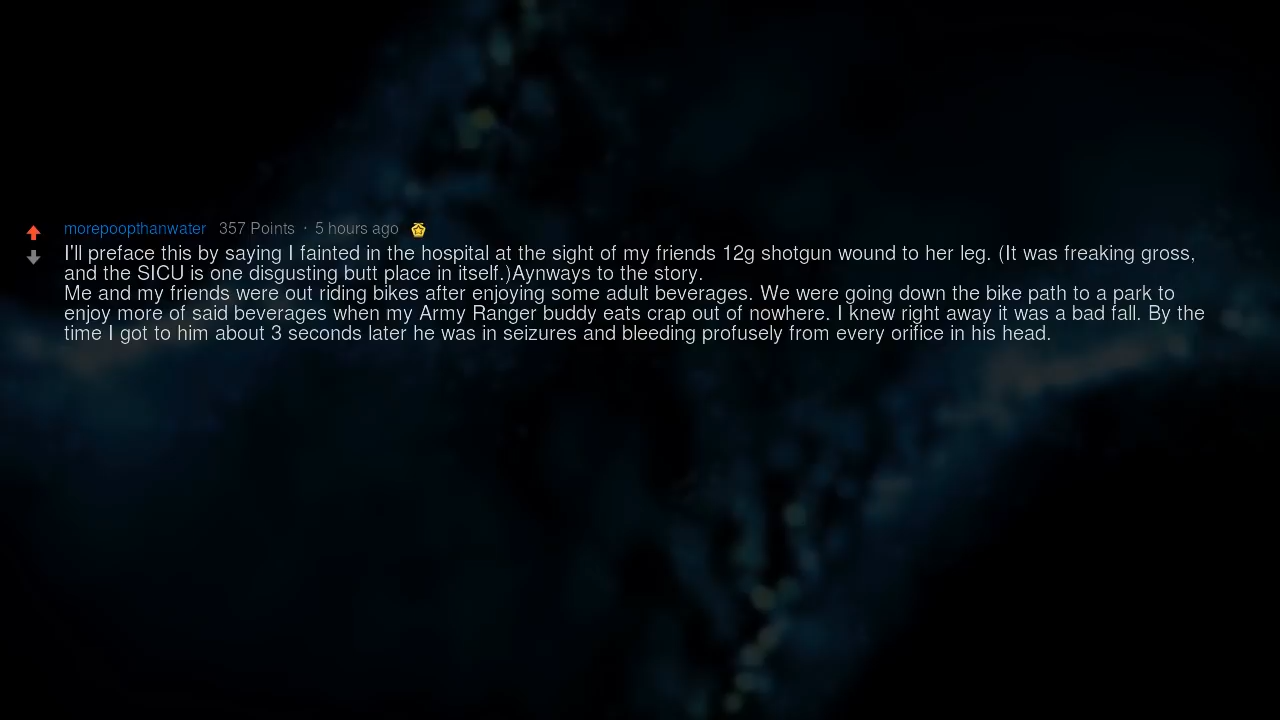 morepoopthanwater 357 Points · 5 hours ago
I'll preface this by saying I fainted in the hospital at the sight of my friends 12g shotgun wound to her leg. (It was freaking gross,
and the SICU is one disgusting butt place in itself.)Aynways to the story.
Me and my friends were out riding bikes after enjoying some adult beverages. We were going down the bike path to a park to
enjoy more of said beverages when my Army Ranger buddy eats crap out of nowhere. I knew right away it was a bad fall. By the
time I got to him about 3 seconds later he was in seizures and bleeding profusely from every orifice in his head.